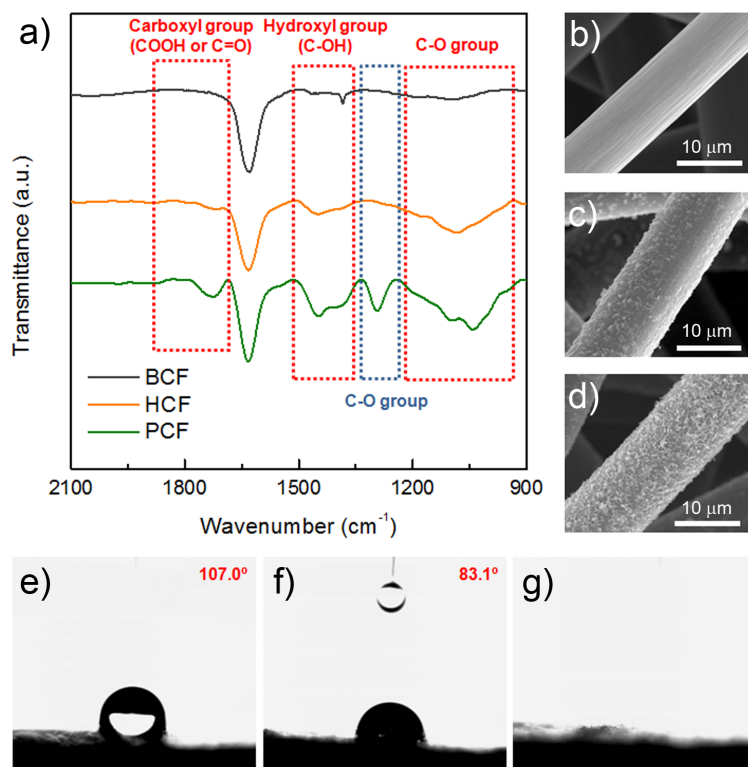 a)
Carboxyl group
(COOH or C=O)
Hydroxyl group
(C-OH)
C-O group
Transmittance (a.u.)
BCF
HCF
PCF
C-O group
2100
1800
1500
1200
900
Wavenumber (cm⁻¹)
b)
10 μm
c)
10 μm
d)
10 μm
e)
107.0º
f)
83.1º
g)